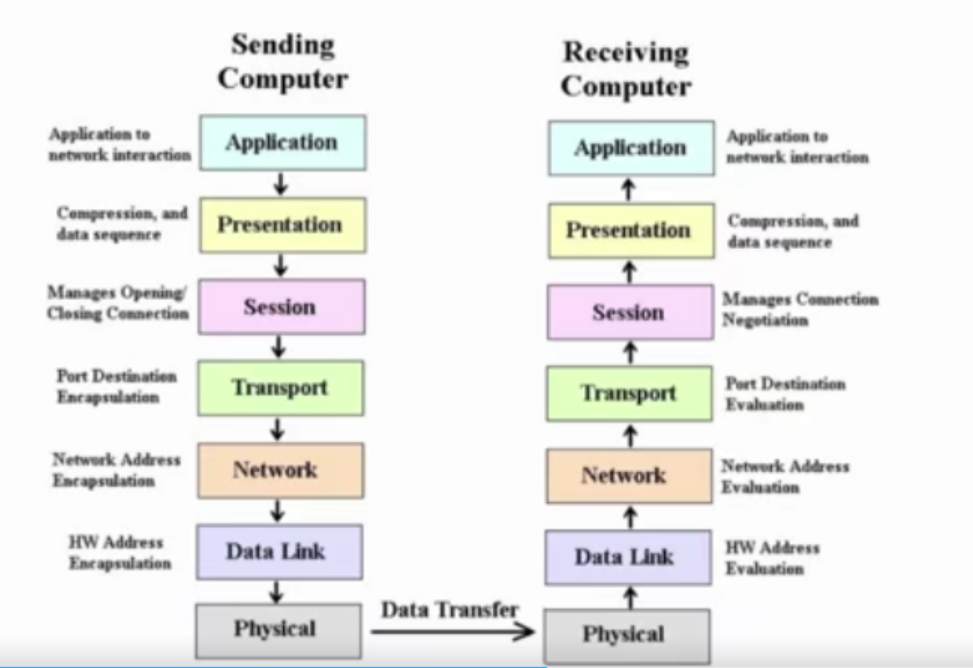 Sending
Computer
Receiving
Computer
Application to
network interaction
Application
Application
Application to
network interaction
Compression, and
data sequence
Presentation
Presentation
Compression, and
data sequence
Manages Opening/
Closing Connection
Session
Session
Manages Connection
Negotiation
Port Destination
Encapsulation
Transport
Transport
Port Destination
Evaluation
Network Address
Encapsulation
Network
Network
Network Address
Evaluation
HW Address
Encapsulation
Data Link
Data Link
HW Address
Evaluation
Physical
Data Transfer
Physical